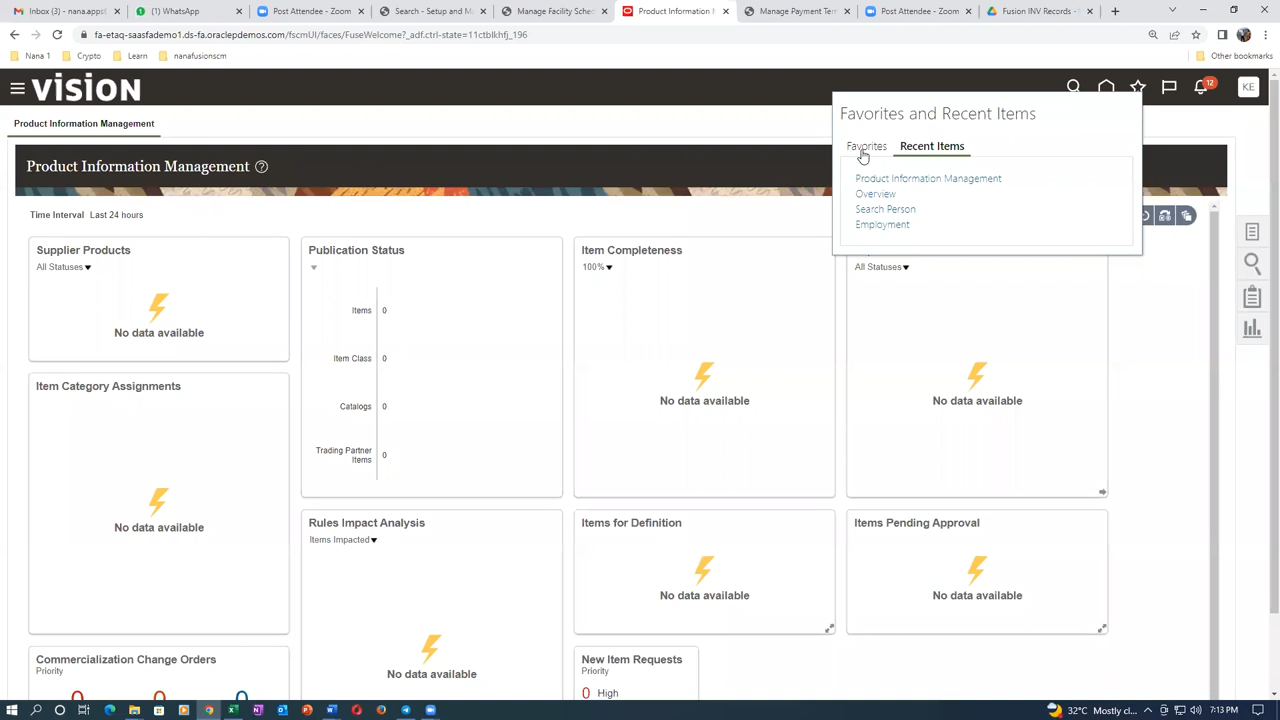 Inbox (3) - nana.appst
(1) WhatsApp
Post Attendee - Zoom
Search - Setup and M
Manage Facility Sched
Product Information M
Manage Payment Term
Post Attendee - Zoom
Fusion INV Records -
fa-etaq-saasfademo1.ds-fa.oraclepdemos.com/fscmUI/faces/FuseWelcome?_adf.ctrl-state=11ctblkhfj_196
Nana 1
Crypto
Learn
nanafusionscm
Other bookmarks
vision
12
KE
Product Information Management
Favorites and Recent Items
Favorites
Recent Items
Product Information Management
Overview
Search Person
Employment
Product Information Management
Time Interval Last 24 hours
Supplier Products
All Statuses
No data available
Publication Status
Items 0
Item Class 0
Catalogs 0
Trading Partner
Items 0
Item Completeness
100%
No data available
All Statuses
No data available
Item Category Assignments
No data available
Rules Impact Analysis
Items Impacted
No data available
Items for Definition
No data available
Items Pending Approval
No data available
Commercialization Change Orders
Priority
0 0 0
New Item Requests
Priority
0 High
32°C Mostly c...
7:13 PM